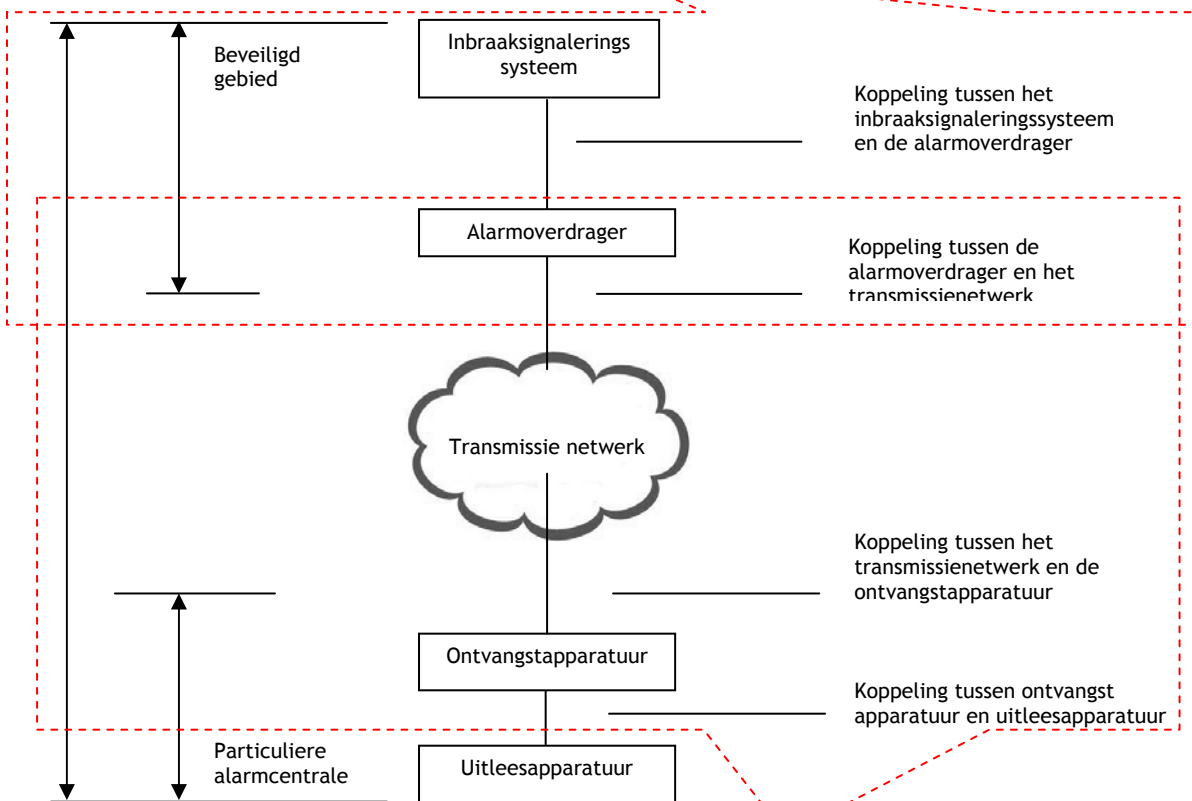 Beveiligd
gebied
Inbraaksignalerings
systeem
Koppeling tussen het
inbraaksignaleringssysteem
en de alarmoverdrager
Alarmoverdrager
Koppeling tussen de
alarmoverdrager en het
transmissienetwerk
Transmissie netwerk
Koppeling tussen het
transmissienetwerk en de
ontvangstapparatuur
Ontvangstapparatuur
Koppeling tussen ontvangst
apparatuur en uitleesapparatuur
Particuliere
alarmcentrale
Uitleesapparatuur